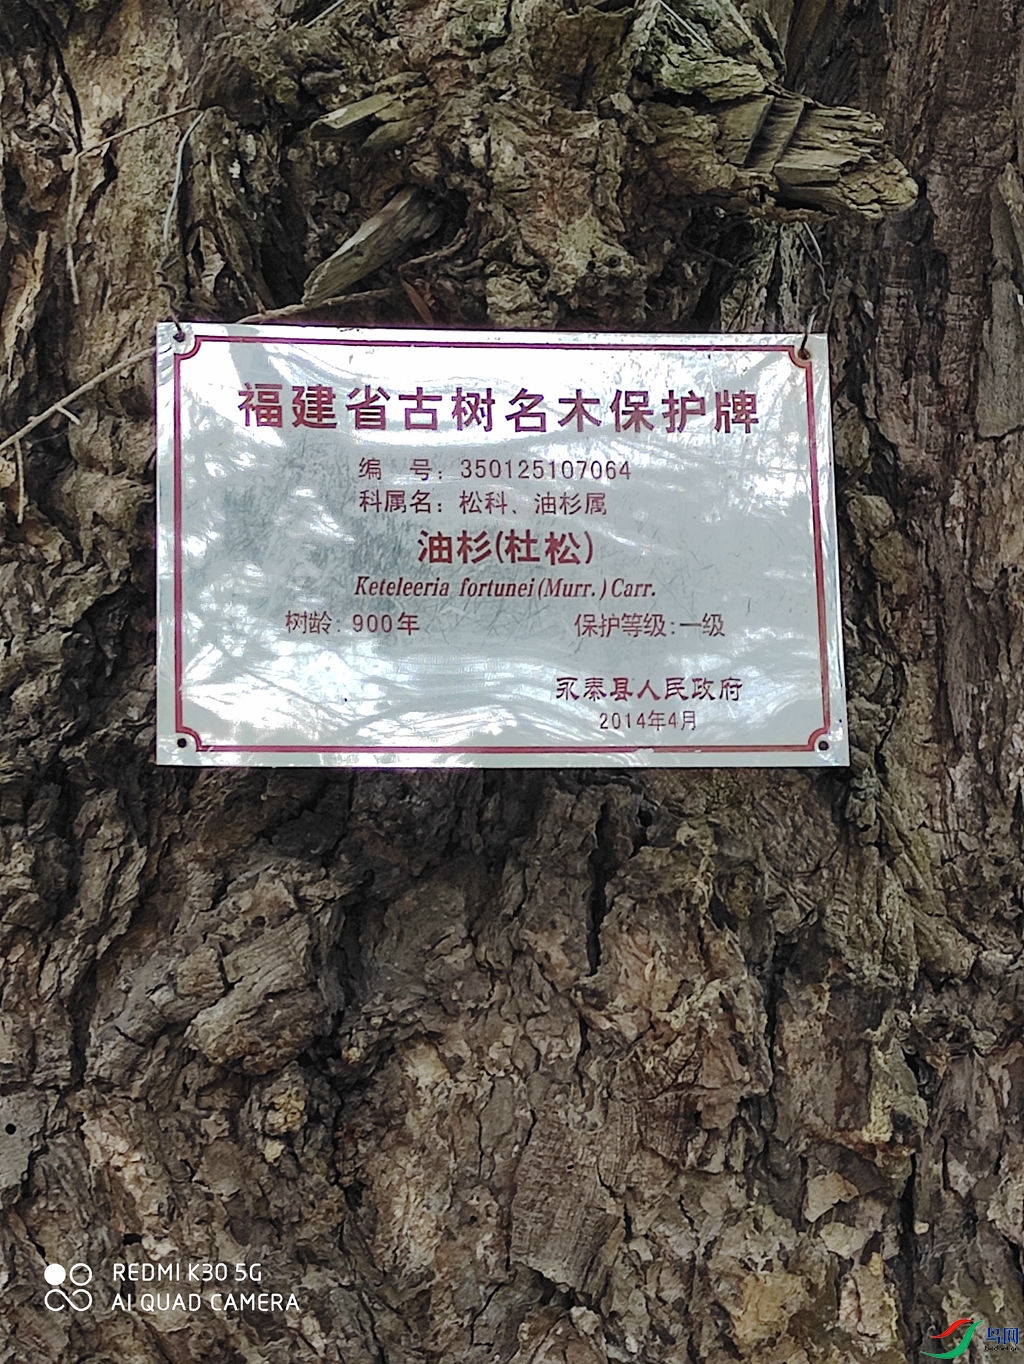 福建省古树名木保护牌
编 号：350125107064
科属名：松科、油杉属
油杉(杜松)
Keteleeria fortunei(Murr.)Carr.
树龄：900年 保护等级：一级
永泰县人民政府
2014年4月
REDMI K30 5G
AI QUAD CAMERA
鸟网